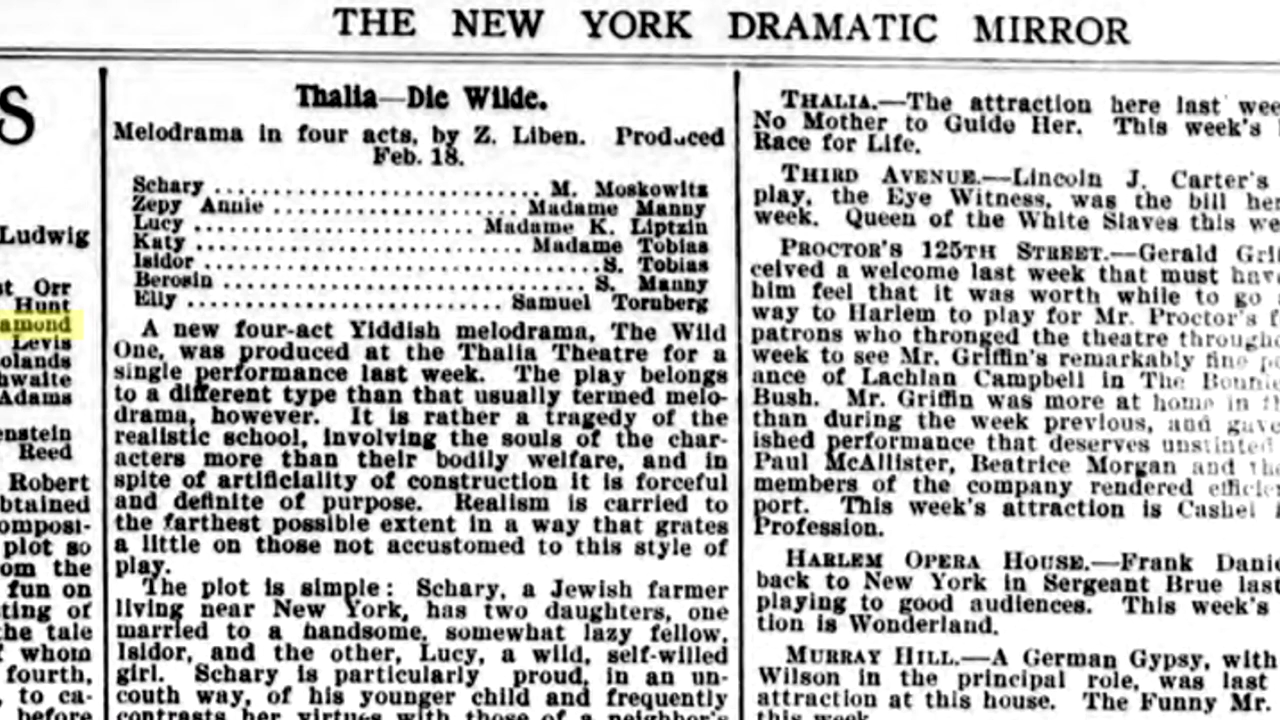 THE NEW YORK DRAMATIC MIRROR
S
Ludwig
Orr
Hunt
amond
Levis
olands
hwaite
Adams
enstein
Reed
Robert
btained
omposi-
plot so
om the
fun on
ting of
the tale
whom
fourth,
to ca-
before
Thalia—Die Wilde.
Melodrama in four acts, by Z. Liben. Produced
Feb. 18.
Schary .............................. M. Moskowitz
Zepy Annie ...................... Madame Manny
Lucy ........................... Madame K. Liptzin
Katy ............................... Madame Tobias
Isidor ....................................S. Tobias
Berosin .................................. S. Manny
Elly ........................... Samuel Tornberg
A new four-act Yiddish melodrama, The Wild
One, was produced at the Thalia Theatre for a
single performance last week. The play belongs
to a different type than that usually termed melo-
drama, however. It is rather a tragedy of the
realistic school, involving the souls of the char-
acters more than their bodily welfare, and in
spite of artificiality of construction it is forceful
and definite of purpose. Realism is carried to
the farthest possible extent in a way that grates
a little on those not accustomed to this style of
play.
The plot is simple: Schary, a Jewish farmer
living near New York, has two daughters, one
married to a handsome, somewhat lazy fellow,
Isidor, and the other, Lucy, a wild, self-willed
girl. Schary is particularly proud, in an un-
couth way, of his younger child and frequently
contrasts her virtues with those of a neighbor's
THALIA.—The attraction here last wee
No Mother to Guide Her. This week's
Race for Life.
THIRD AVENUE.—Lincoln J. Carter's
play, the Eye Witness, was the bill her
week. Queen of the White Slaves this we
PROCTOR'S 125TH STREET.—Gerald Grif
ceived a welcome last week that must hav
him feel that it was worth while to go
way to Harlem to play for Mr. Proctor's f
patrons who thronged the theatre througho
week to see Mr. Griffin's remarkably fine
ance of Lachlan Campbell in The Bonnie
Bush. Mr. Griffin was more at home in
than during the week previous, and gave
ished performance that deserves unstinted
Paul McAllister, Beatrice Morgan and the
members of the company rendered efficien
port. This week's attraction is Cashel
Profession.
HARLEM OPERA HOUSE.—Frank Danie
back to New York in Sergeant Brue last
playing to good audiences. This week's
tion is Wonderland.
MURRAY HILL.—A German Gypsy, with
Wilson in the principal role, was last
attraction at this house. The Funny Mr.
this week.